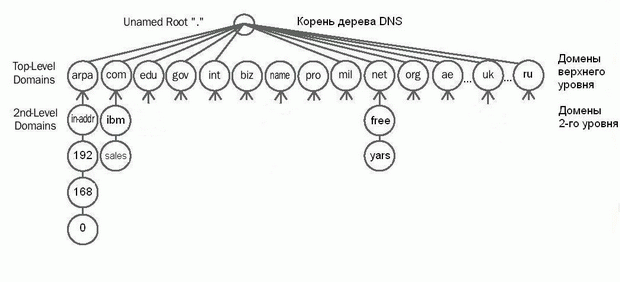 Unamed Root "."
Корень дерева DNS
Top-Level
Domains
arpa com edu gov int biz name pro mil net org ae ... uk ... ru
Домены
верхнего
уровня
2nd-Level
Domains
in-addr ibm free
Домены
2-го уровня
192 sales yars
168
0